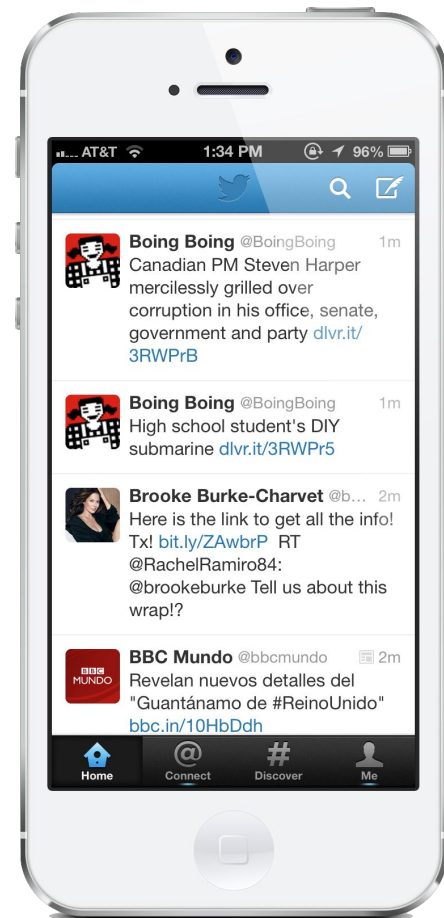 AT&T 1:34 PM 96%
Boing Boing @BoingBoing 1m
Canadian PM Steven Harper
mercilessly grilled over
corruption in his office, senate,
government and party dlvr.it/
3RWPrB
Boing Boing @BoingBoing 1m
High school student's DIY
submarine dlvr.it/3RWPr5
Brooke Burke-Charvet @b... 2m
Here is the link to get all the info!
Tx! bit.ly/ZAwbrP RT
@RachelRamiro84:
@brookeburke Tell us about this
wrap!?
BBC MUNDO
BBC Mundo @bbcmundo 2m
Revelan nuevos detalles del
"Guantánamo de #ReinoUnido"
bbc.in/10HbDdh
@ #
Home Connect Discover Me